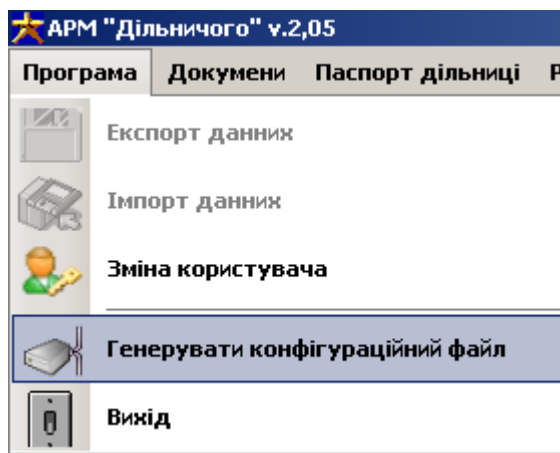 АРМ "Дільничого" v.2,05
Програма Докумени Паспорт дільниці Р
Експорт данних
Імпорт данних
Зміна користувача
Генерувати конфігураційний файл
Вихід